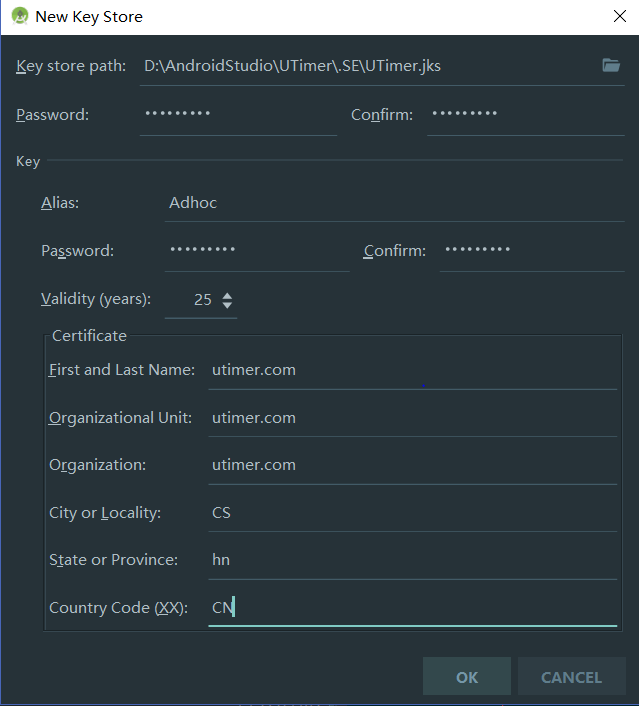 New Key Store
Key store path: D:\AndroidStudio\UTimer\.SE\UTimer.jks
Password: ••••••••• Confirm: •••••••••
Key
Alias: Adhoc
Password: ••••••••• Confirm: •••••••••
Validity (years): 25
Certificate
First and Last Name: utimer.com
Organizational Unit: utimer.com
Organization: utimer.com
City or Locality: CS
State or Province: hn
Country Code (XX): CN
OK CANCEL